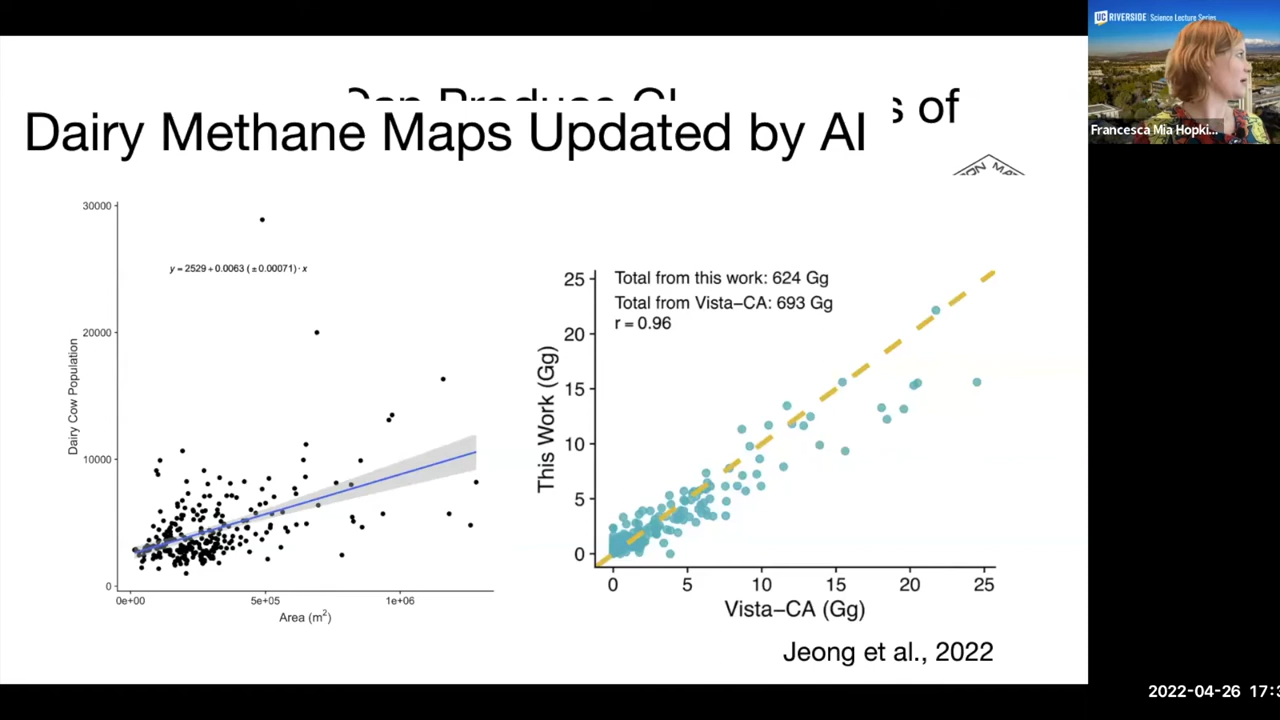 UC RIVERSIDE Science Lecture Series
Francesca Mia Hopki...
s of
Dairy Methane Maps Updated by AI
30000
20000
10000
0
Dairy Cow Population
y = 2529 + 0.0063 (±0.00071) · x
0e+00 5e+05 1e+06
Area (m²)
Total from this work: 624 Gg
Total from Vista−CA: 693 Gg
r = 0.96
25
20
15
10
5
0
This Work (Gg)
0 5 10 15 20 25
Vista−CA (Gg)
Jeong et al., 2022
2022-04-26 17:3